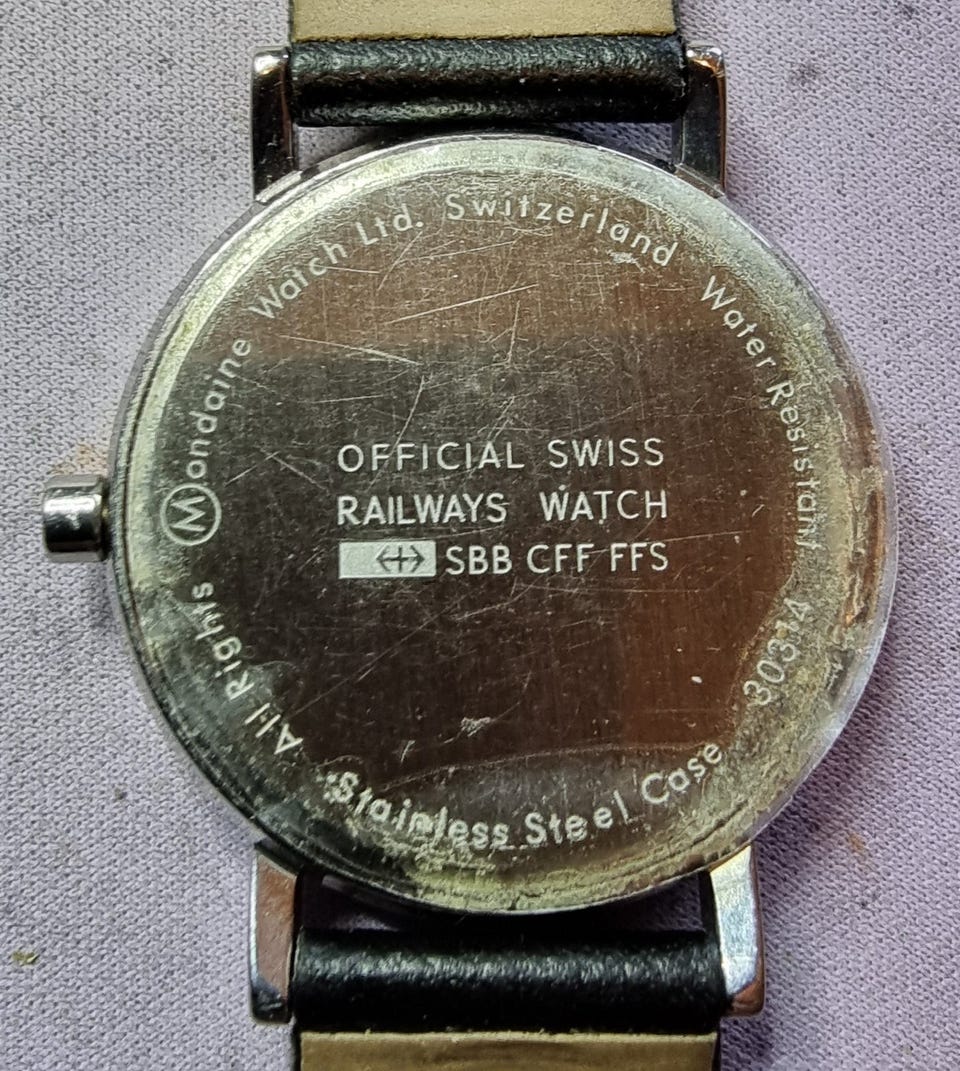 OFFICIAL SWISS
RAILWAYS WATCH
SBB CFF FFS
All Rights Mondaine Watch Ltd. Switzerland Water Resistant 30314 Stainless Steel Case